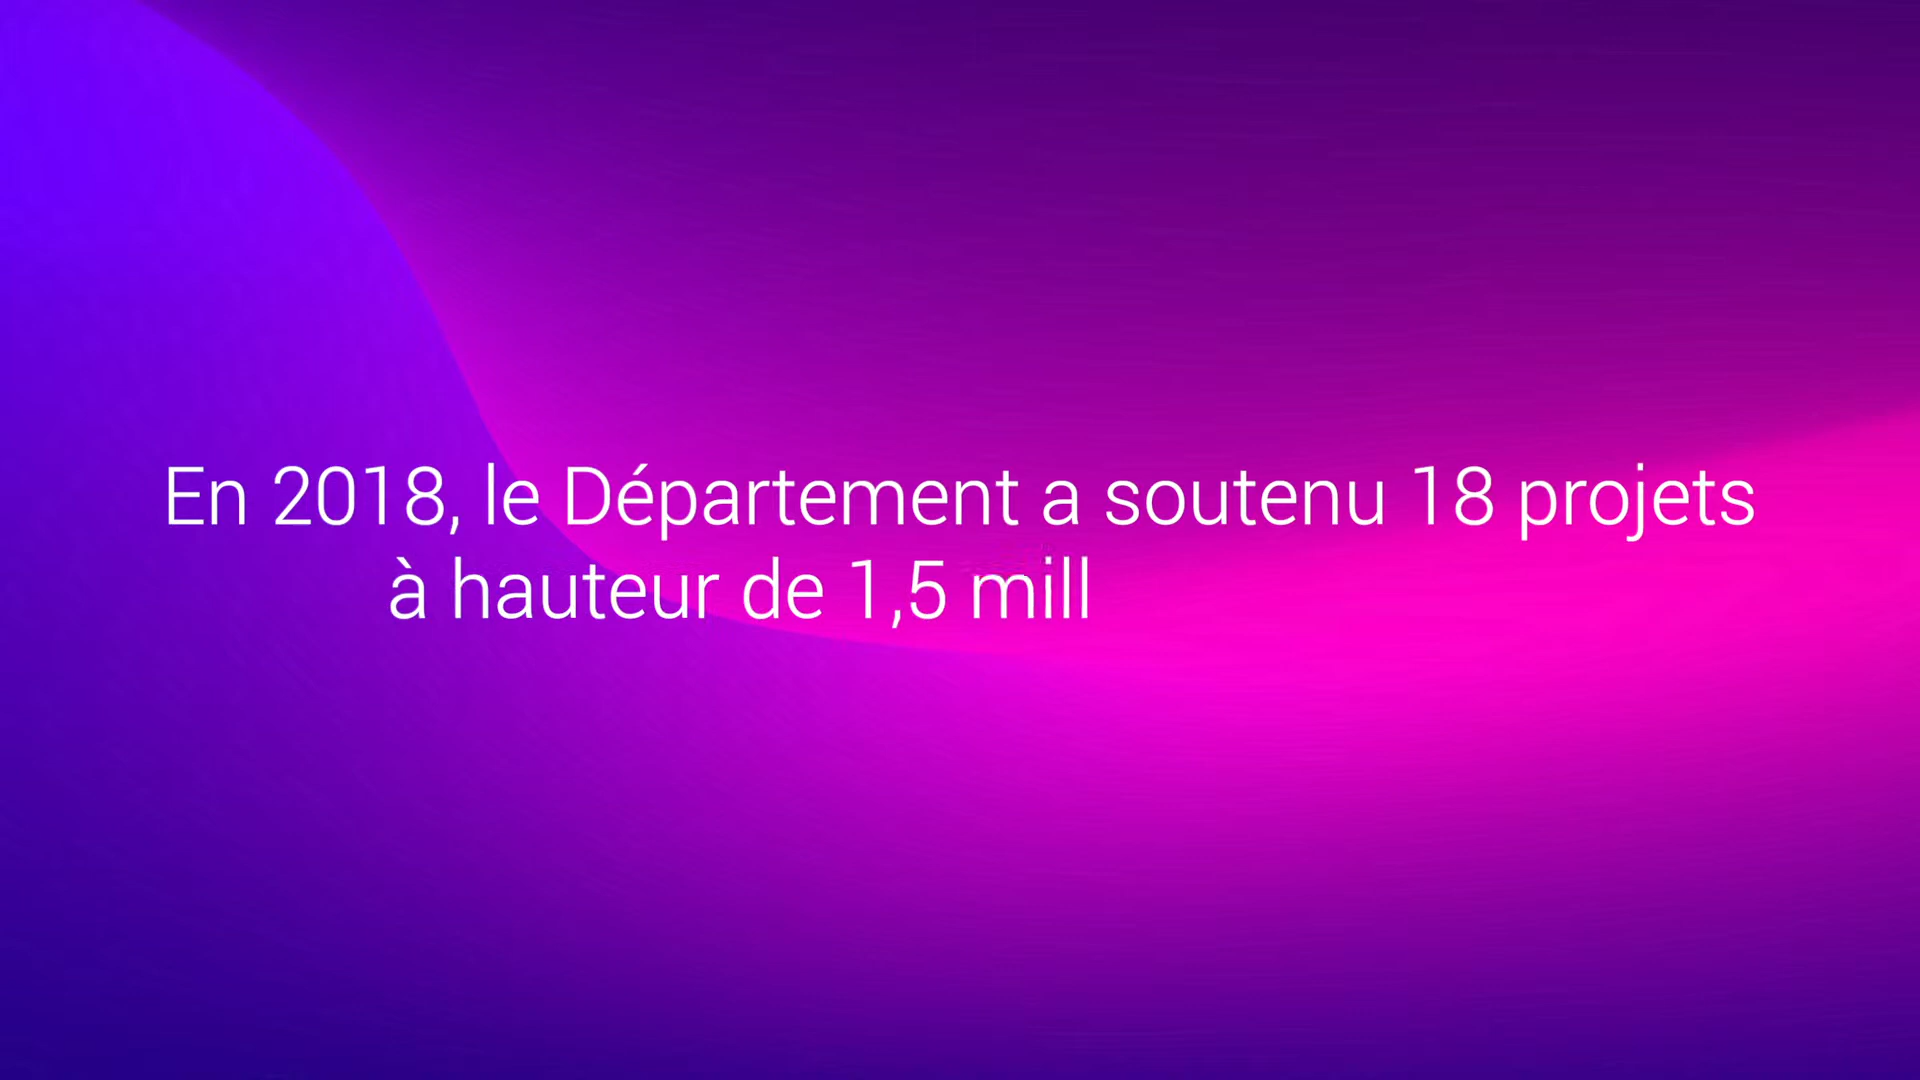 En 2018, le Département a soutenu 18 projets
à hauteur de 1,5 mill